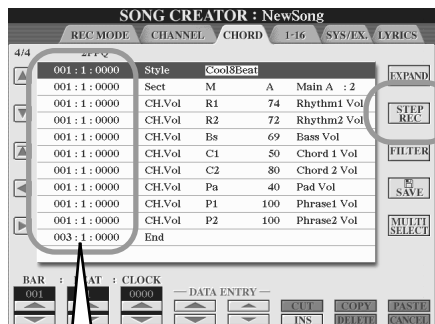 SONG CREATOR : NewSong
REC MODE CHANNEL CHORD 1-16 SYS/EX. LYRICS
4/4 2PPQ
001 : 1 : 0000 Style Cool8Beat
001 : 1 : 0000 Sect M A Main A : 2
001 : 1 : 0000 CH.Vol R1 74 Rhythm1 Vol
001 : 1 : 0000 CH.Vol R2 72 Rhythm2 Vol
001 : 1 : 0000 CH.Vol Bs 69 Bass Vol
001 : 1 : 0000 CH.Vol C1 50 Chord 1 Vol
001 : 1 : 0000 CH.Vol C2 80 Chord 2 Vol
001 : 1 : 0000 CH.Vol Pa 40 Pad Vol
001 : 1 : 0000 CH.Vol P1 100 Phrase1 Vol
001 : 1 : 0000 CH.Vol P2 100 Phrase2 Vol
003 : 1 : 0000 End
EXPAND
STEP
REC
FILTER
SAVE
MULTI
SELECT
BAR : BEAT : CLOCK
001 0000 DATA ENTRY
CUT COPY PASTE
INS DELETE CANCEL